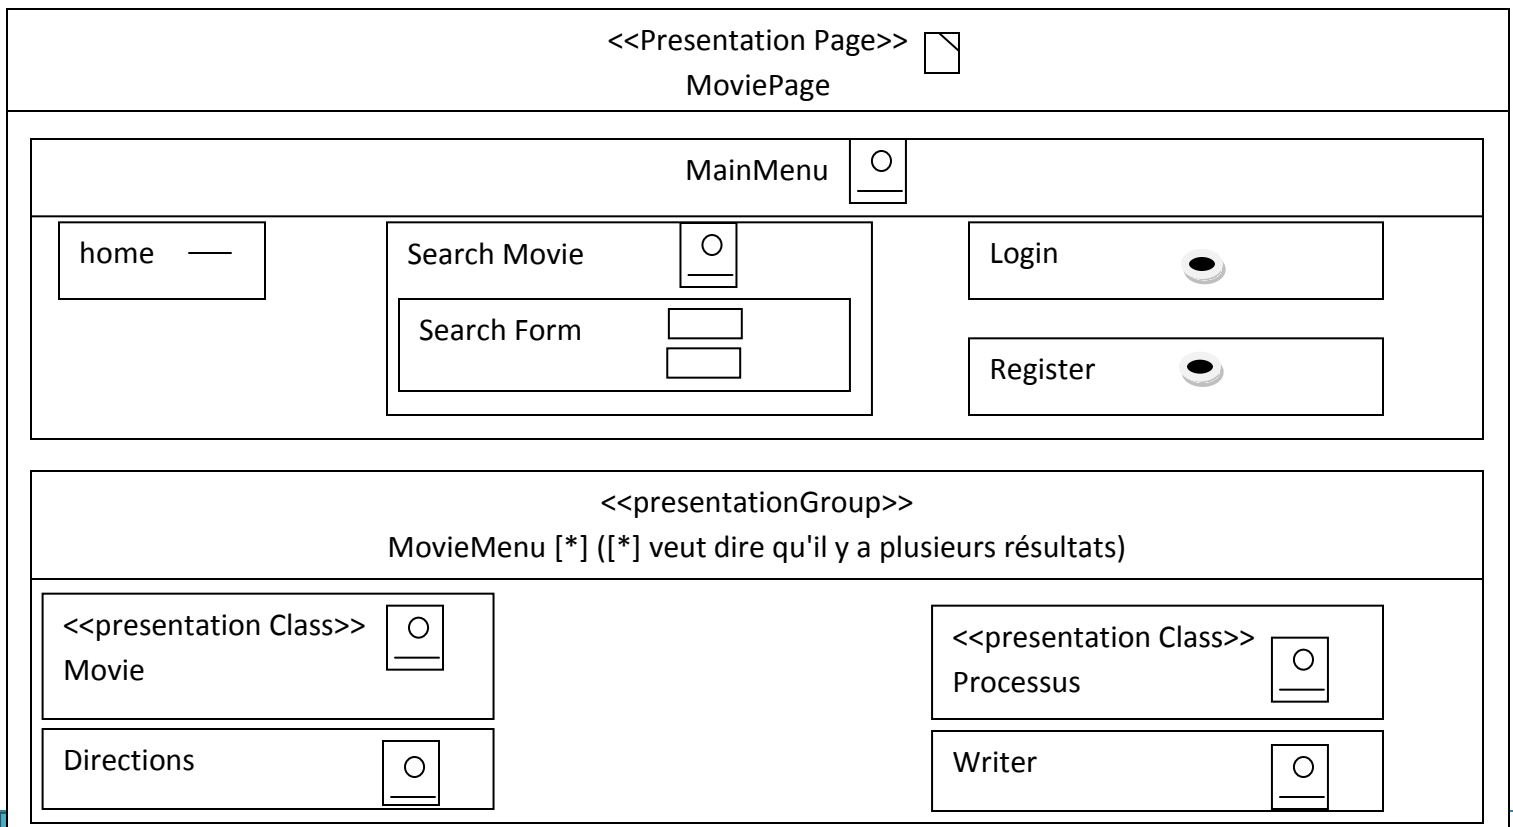 <<Presentation Page>>
MoviePage
MainMenu
home
Search Movie
Login
Search Form
Register
<<presentationGroup>>
MovieMenu [*] ([*] veut dire qu'il y a plusieurs résultats)
<<presentation Class>>
Movie
<<presentation Class>>
Processus
Directions
Writer